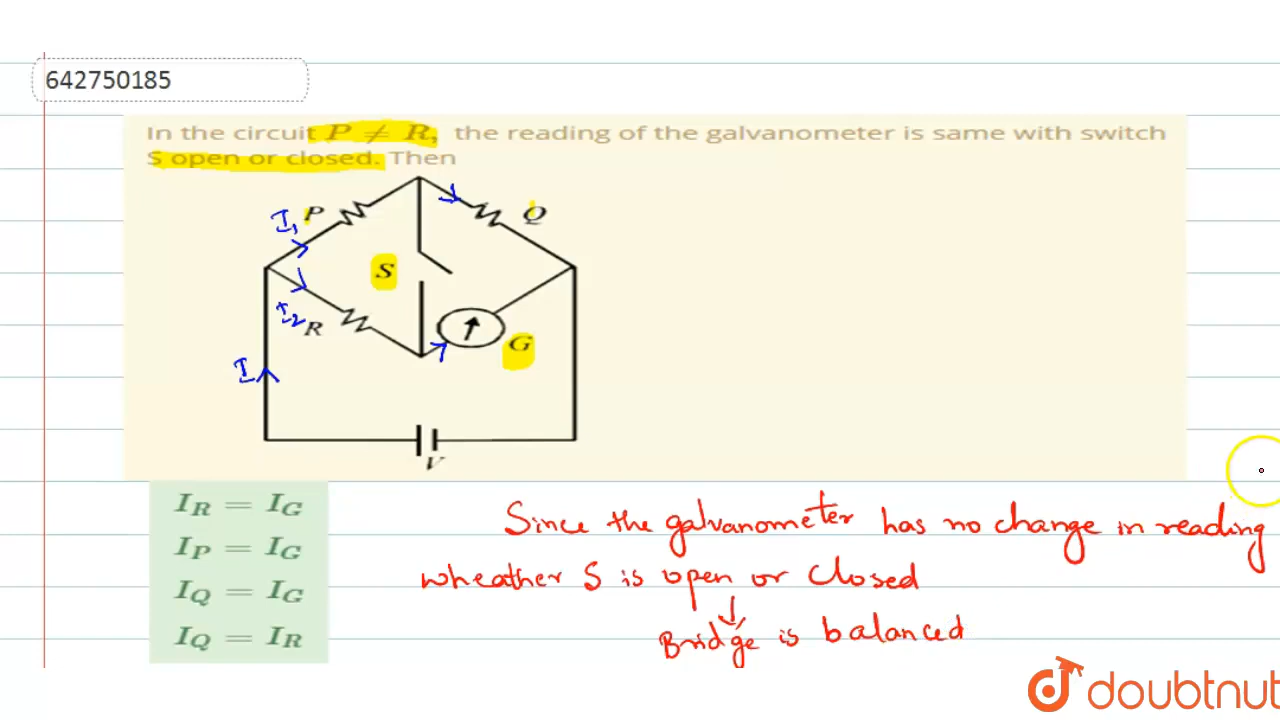 642750185
In the circuit P ≠ R, the reading of the galvanometer is same with switch
S open or closed. Then
P
Q
I₁
S
I₂
R
G
I
V
I_R = I_G
I_P = I_G
I_Q = I_G
I_Q = I_R
Since the galvanometer has no change in reading
wheather S is open or closed
↓
Bridge is balanced
doubtnut